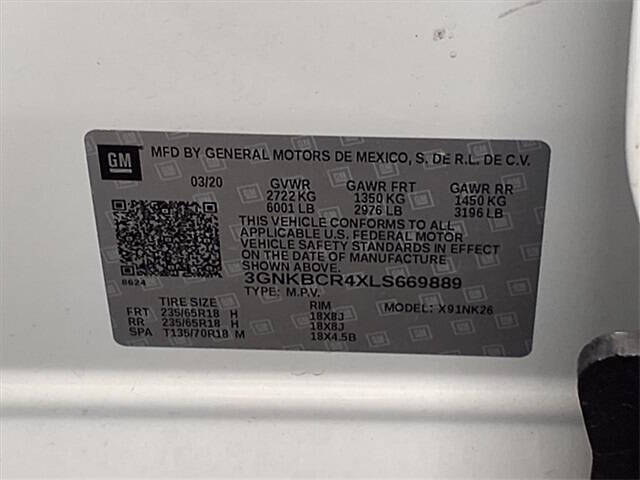 GM MFD BY GENERAL MOTORS DE MEXICO, S. DE R.L. DE C.V.
03/20 GVWR GAWR FRT GAWR RR
2722 KG 1350 KG 1450 KG
6001 LB 2976 LB 3196 LB
THIS VEHICLE CONFORMS TO ALL
APPLICABLE U.S. FEDERAL MOTOR
VEHICLE SAFETY STANDARDS IN EFFECT
ON THE DATE OF MANUFACTURE
SHOWN ABOVE.
8624 3GNKBCR4XLS669889
TYPE: M.P.V. MODEL: X91NK26
TIRE SIZE RIM
FRT 235/65R18 H 18X8J
RR 235/65R18 H 18X8J
SPA T135/70R18 M 18X4.5B